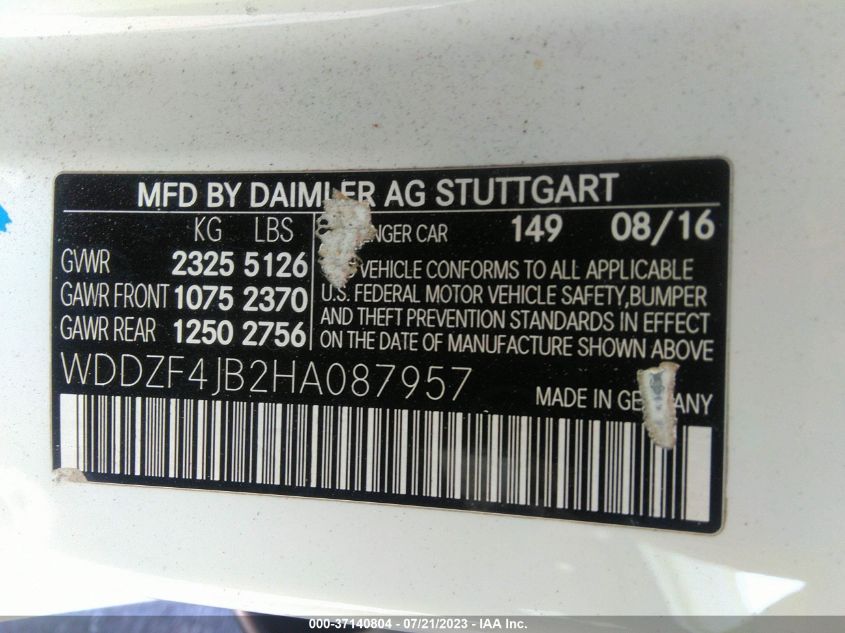 MFD BY DAIMLER AG STUTTGART
KG LBS
GVWR 2325 5126
GAWR FRONT 1075 2370
GAWR REAR 1250 2756
ENGER CAR 149 08/16
VEHICLE CONFORMS TO ALL APPLICABLE
U.S. FEDERAL MOTOR VEHICLE SAFETY,BUMPER
AND THEFT PREVENTION STANDARDS IN EFFECT
ON THE DATE OF MANUFACTURE SHOWN ABOVE
WDDZF4JB2HA087957
MADE IN GERMANY
000-37140804 - 07/21/2023 - IAA Inc.